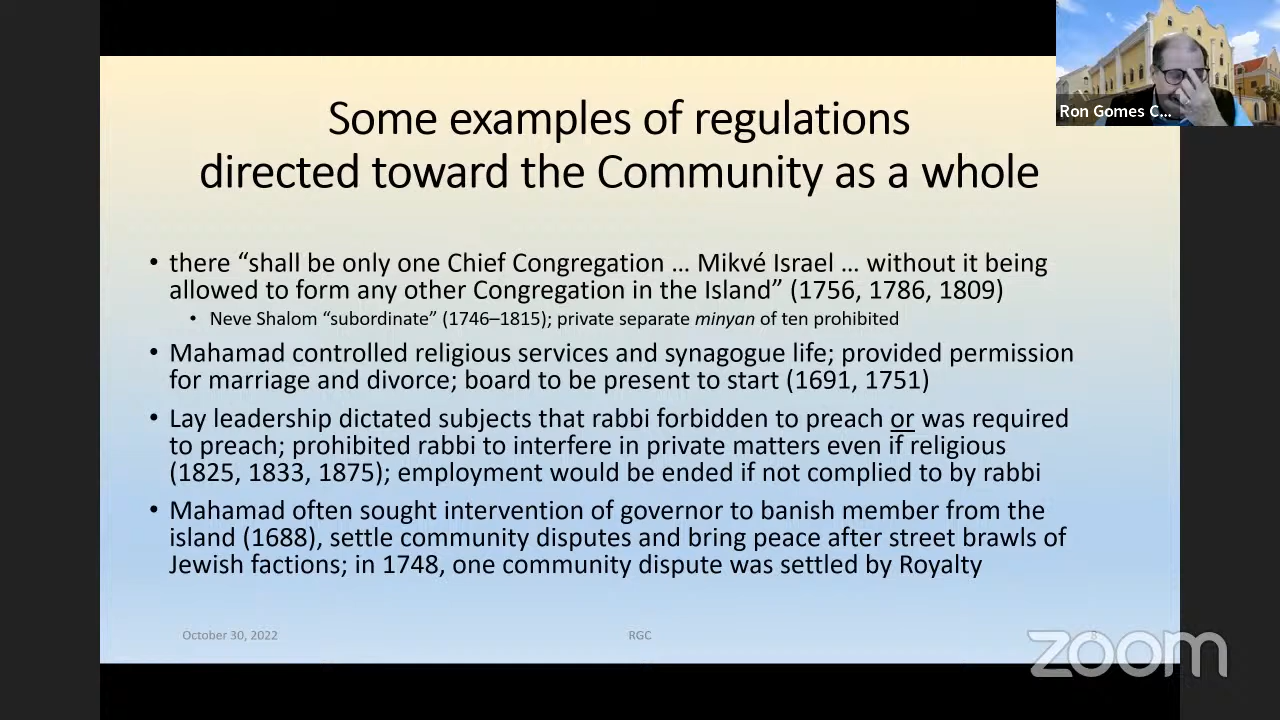 Some examples of regulations
directed toward the Community as a whole
Ron Gomes C...
• there “shall be only one Chief Congregation … Mikvé Israel … without it being
allowed to form any other Congregation in the Island” (1756, 1786, 1809)
• Neve Shalom “subordinate” (1746–1815); private separate minyan of ten prohibited
• Mahamad controlled religious services and synagogue life; provided permission
for marriage and divorce; board to be present to start (1691, 1751)
• Lay leadership dictated subjects that rabbi forbidden to preach or was required
to preach; prohibited rabbi to interfere in private matters even if religious
(1825, 1833, 1875); employment would be ended if not complied to by rabbi
• Mahamad often sought intervention of governor to banish member from the
island (1688), settle community disputes and bring peace after street brawls of
Jewish factions; in 1748, one community dispute was settled by Royalty
October 30, 2022
RGC
8
zoom